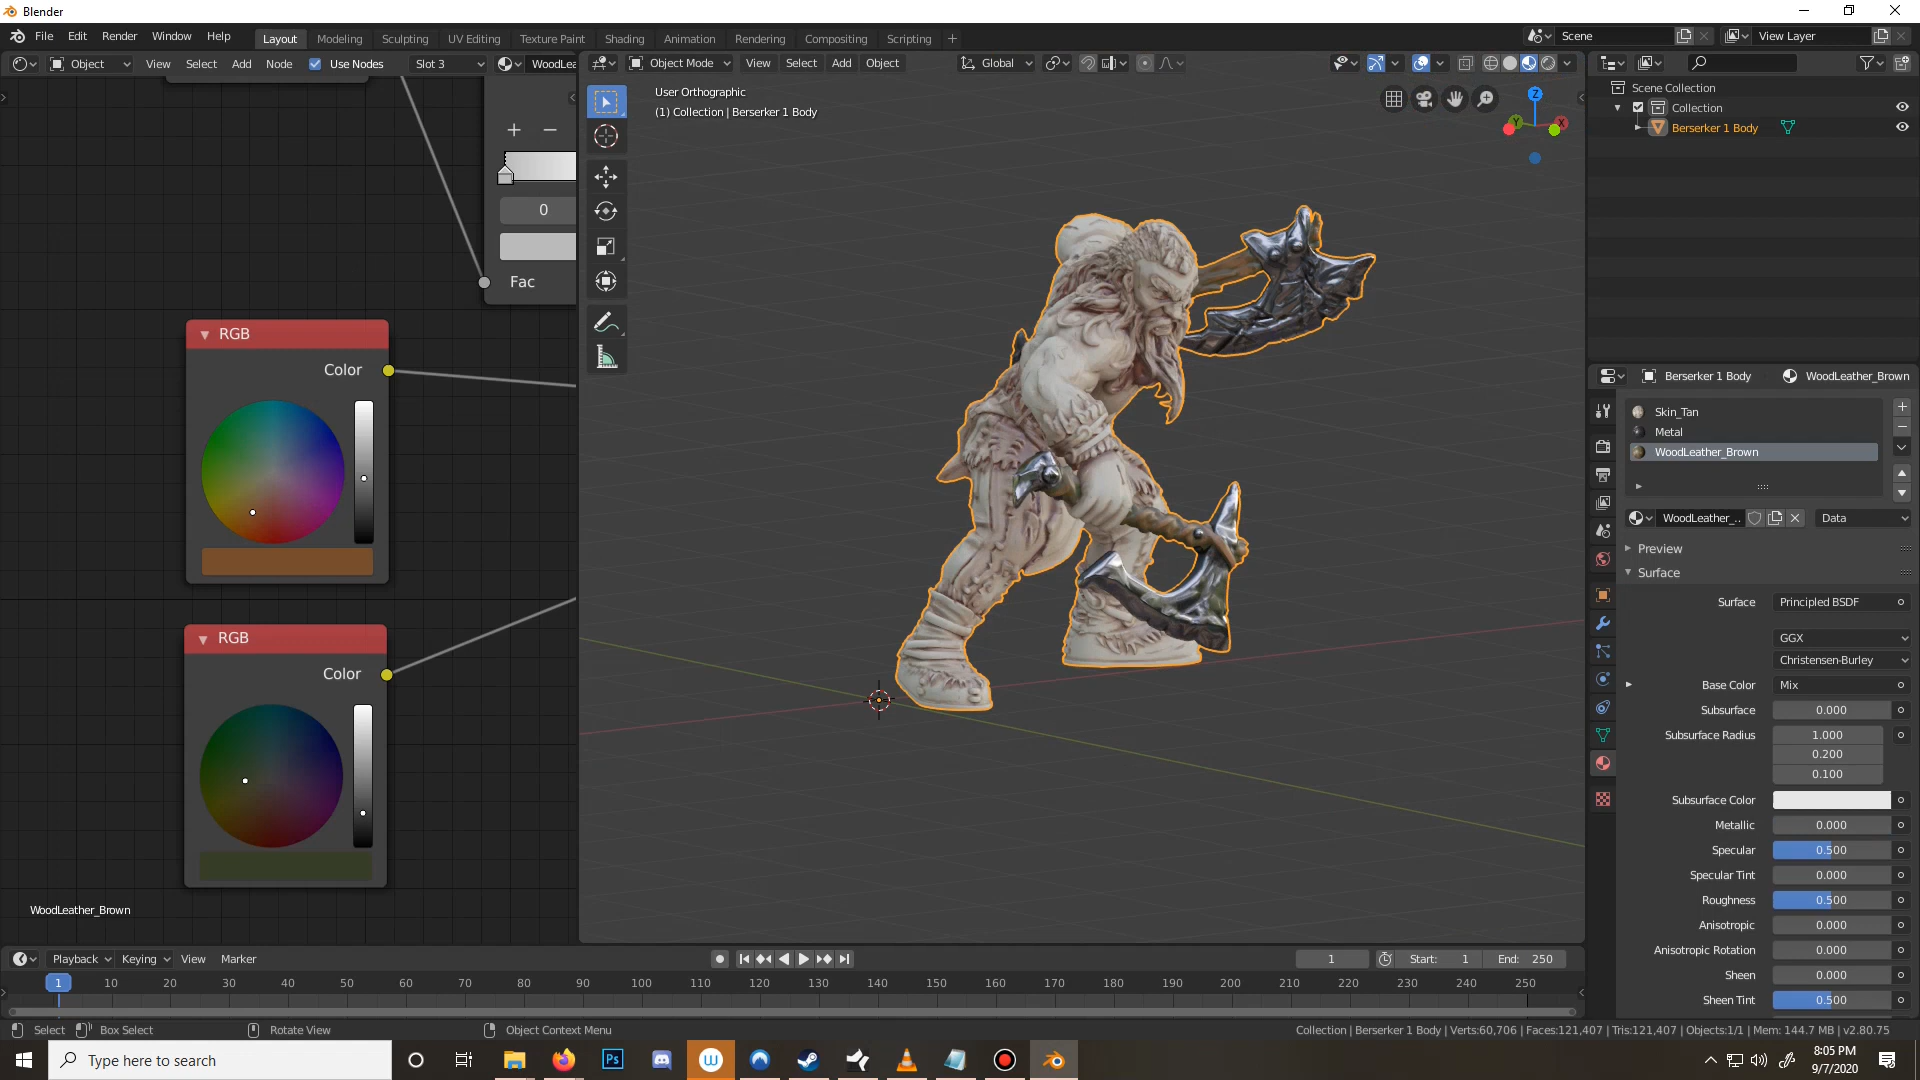 Blender
File Edit Render Window Help Layout Modeling Sculpting UV Editing Texture Paint Shading Animation Rendering Compositing Scripting + Scene View Layer
Object View Select Add Node Use Nodes Slot 3 WoodLea
Object Mode View Select Add Object Global
User Orthographic
(1) Collection | Berserker 1 Body
Z
Y
X
0
Fac
RGB
Color
RGB
Color
WoodLeather_Brown
Scene Collection
Collection
Berserker 1 Body
Berserker 1 Body WoodLeather_Brown
Skin_Tan
Metal
WoodLeather_Brown
WoodLeather_.. Data
Preview
Surface
Surface Principled BSDF
GGX
Christensen-Burley
Base Color Mix
Subsurface 0.000
Subsurface Radius 1.000
0.200
0.100
Subsurface Color
Metallic 0.000
Specular 0.500
Specular Tint 0.000
Roughness 0.500
Anisotropic 0.000
Anisotropic Rotation 0.000
Sheen 0.000
Sheen Tint 0.500
Playback Keying View Marker 1 Start: 1 End: 250
1 10 20 30 40 50 60 70 80 90 100 110 120 130 140 150 160 170 180 190 200 210 220 230 240 250
Select Box Select Rotate View Object Context Menu Collection | Berserker 1 Body | Verts:60,706 | Faces:121,407 | Tris:121,407 | Objects:1/1 | Mem: 144.7 MB | v2.80.75
Type here to search
Ps
W
8:05 PM
9/7/2020